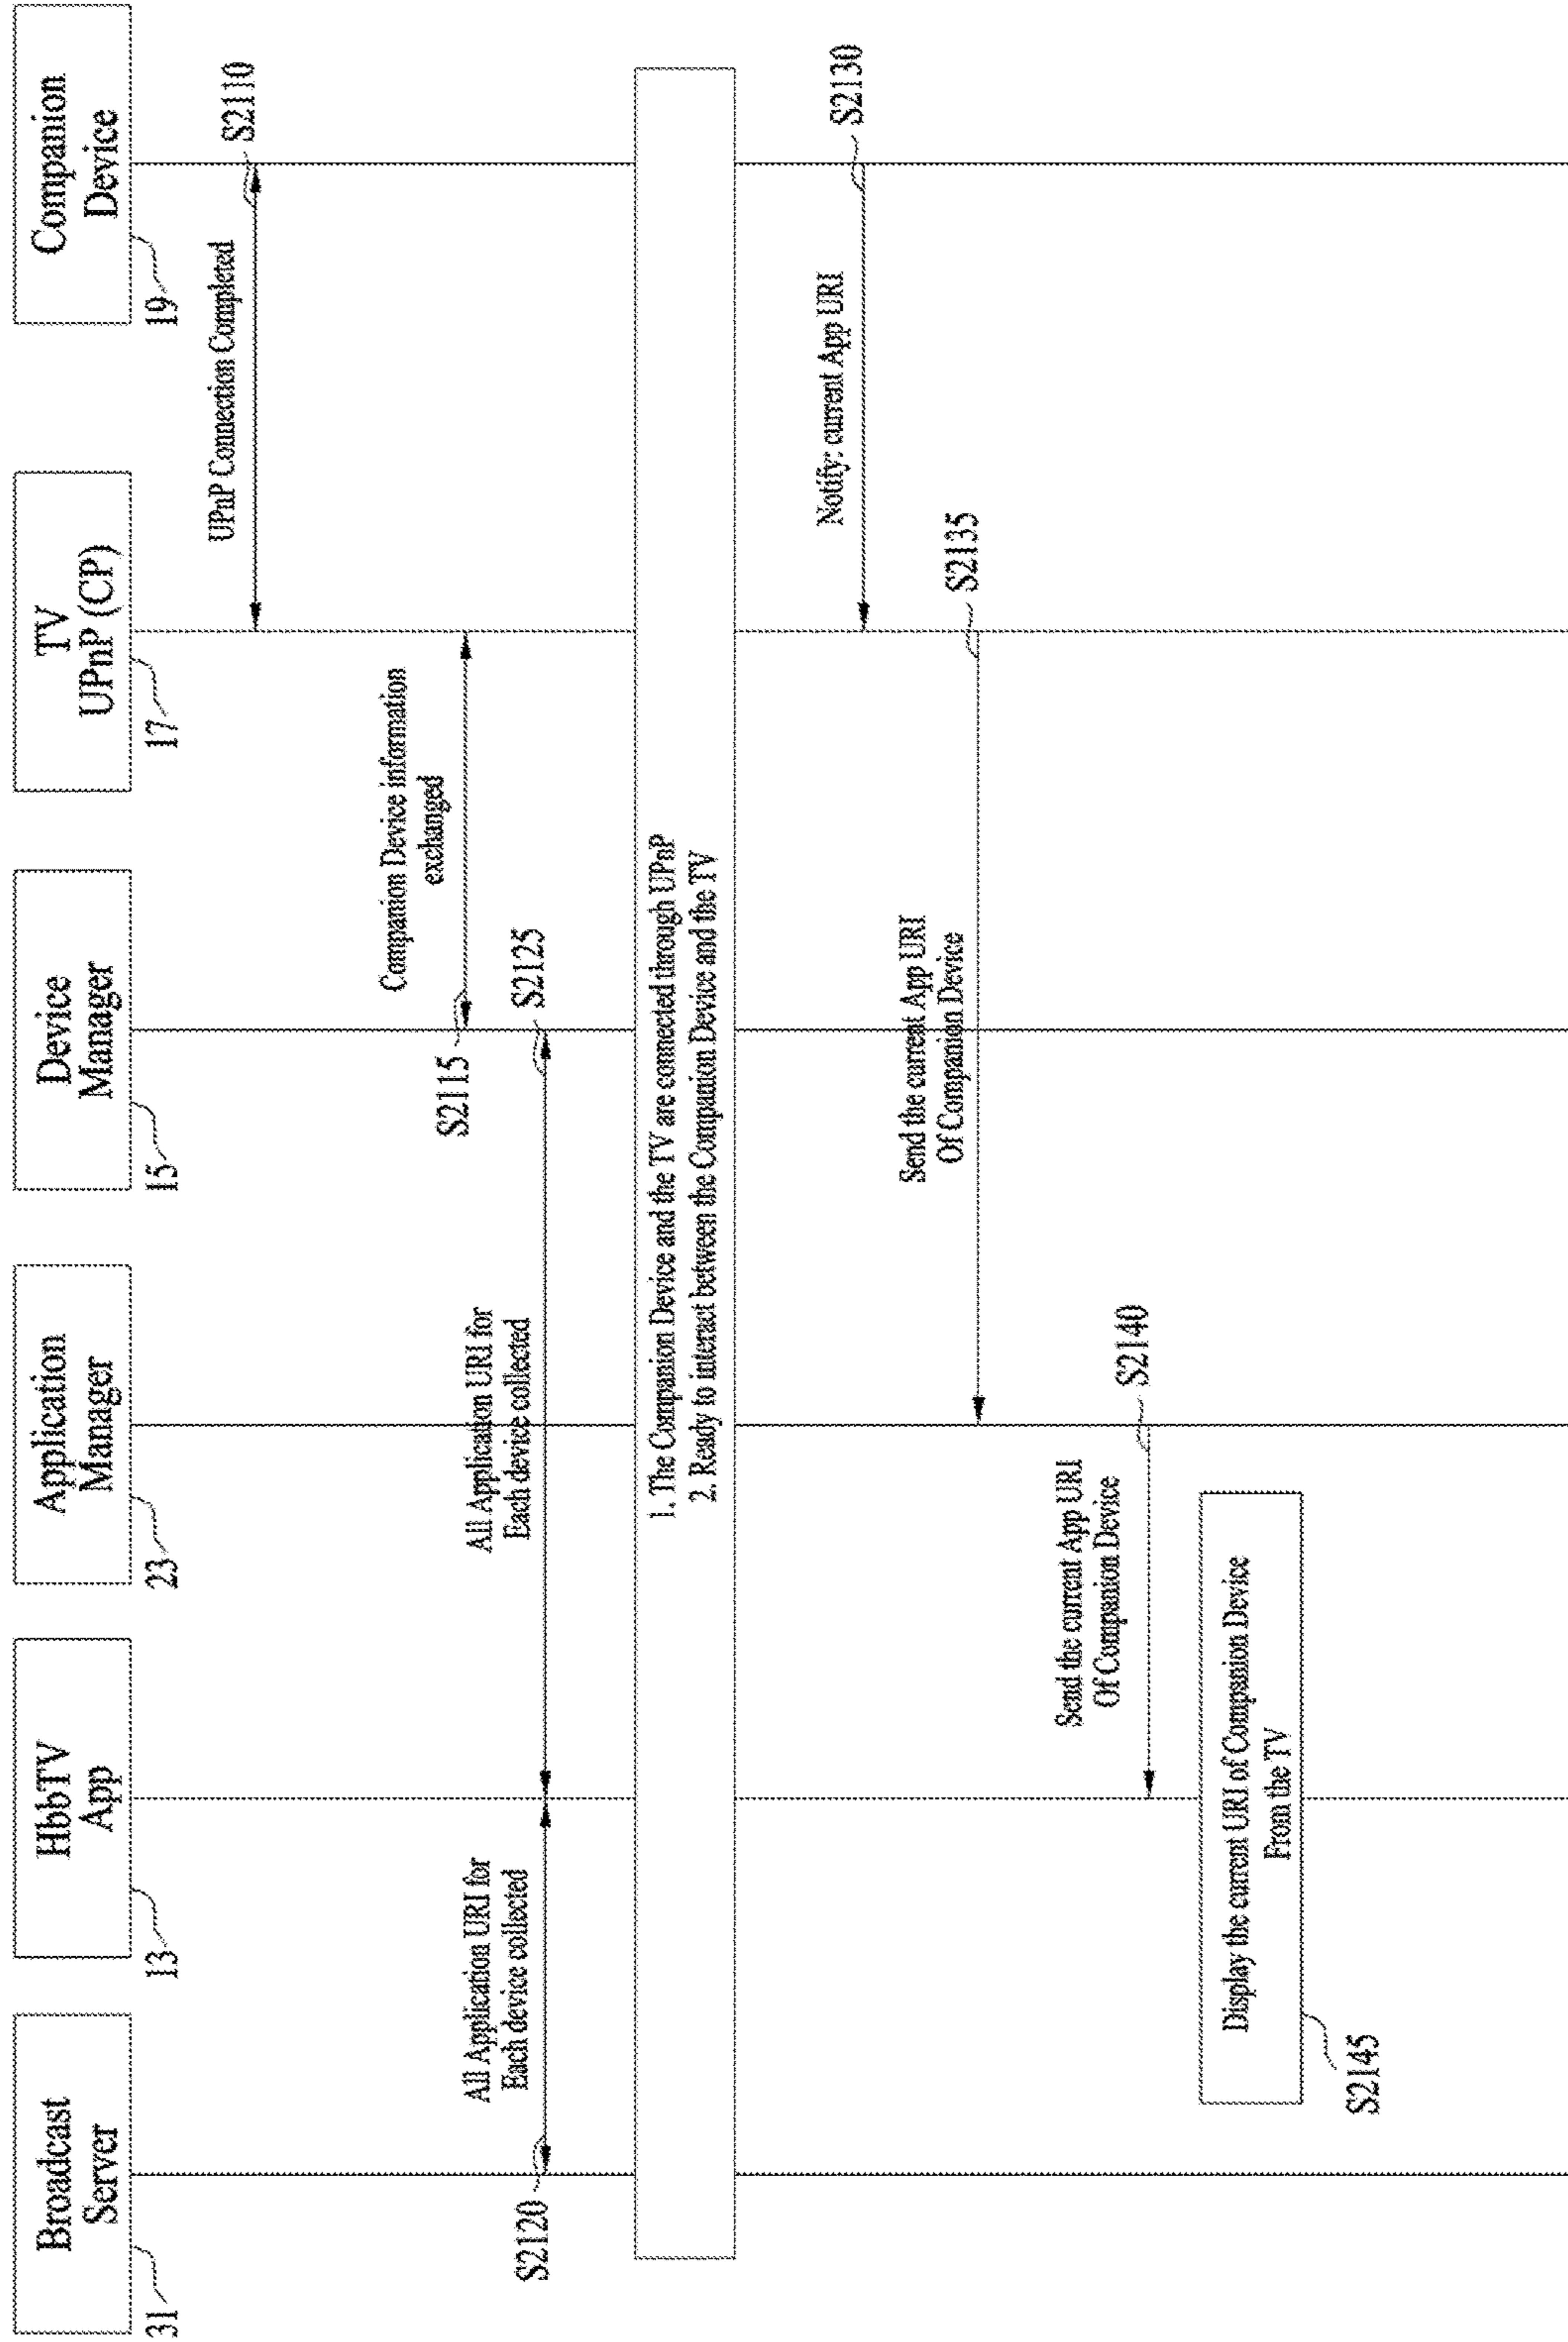 Broadcast
Server
31
HbbTV
App
13
Application
Manager
23
Device
Manager
15
TV
UPnP (CP)
17
Companion
Device
19
UPnP Connection Completed
S2110
Companion Device information
exchanged
S2115
All Application URI for
Each device collected
S2120
All Application URI for
Each device collected
S2125
1. The Companion Device and the TV are connected through UPnP
2. Ready to interact between the Companion Device and the TV
Notify: current App URI
S2130
Send the current App URI
Of Companion Device
S2135
Send the current App URI
Of Companion Device
S2140
Display the current URI of Companion Device
From the TV
S2145